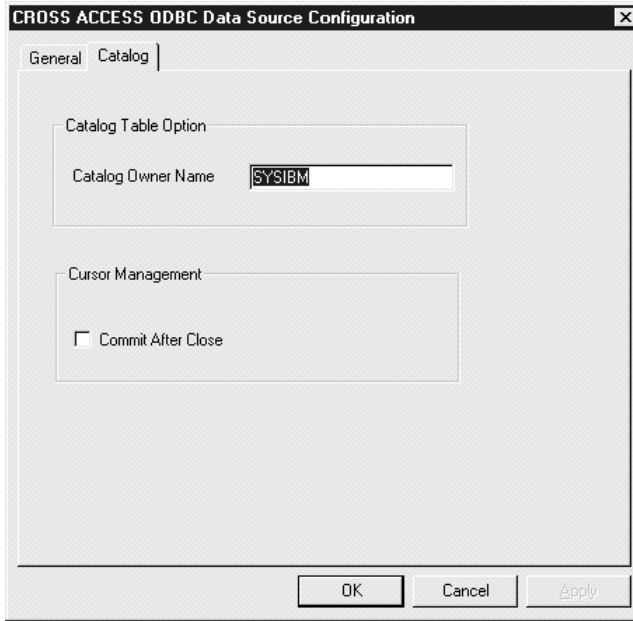 CROSS ACCESS ODBC Data Source Configuration
General Catalog
Catalog Table Option
Catalog Owner Name SYSIBM
Cursor Management
Commit After Close
OK Cancel Apply